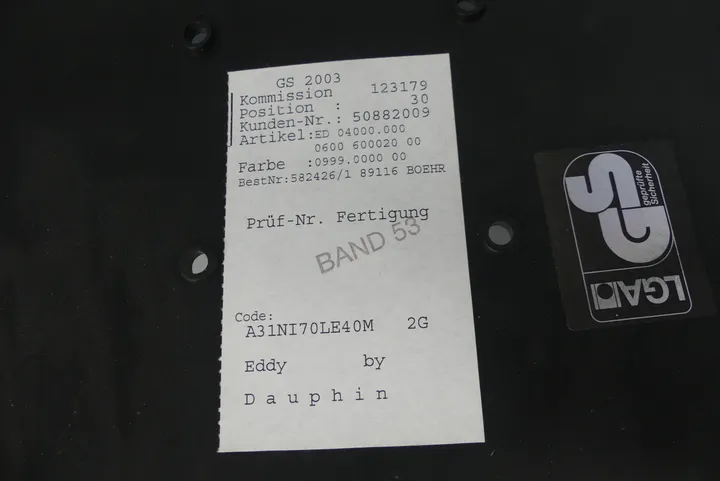 GS 2003
Kommission 123179
Position : 30
Kunden-Nr.: 50882009
Artikel:ED 04000.000
0600 600020 00
Farbe :0999.0000 00
BestNr:582426/1 89116 BOEHR
Prüf-Nr. Fertigung
BAND 53
Code:
A31NI70LE40M 2G
Eddy by
Dauphin
GS
geprüfte
Sicherheit
LGA